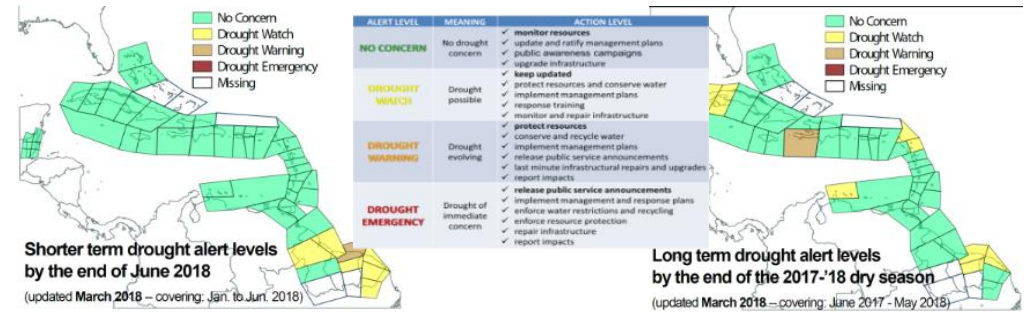 No Concern
Drought Watch
Drought Warning
Drought Emergency
Missing
Shorter term drought alert levels
by the end of June 2018
(updated March 2018 – covering: Jan. to Jun. 2018)
ALERT LEVEL MEANING ACTION LEVEL
NO CONCERN
No drought
concern
✓ monitor resources
✓ update and ratify management plans
✓ public awareness campaigns
✓ upgrade infrastructure
DROUGHT
WATCH
Drought
possible
✓ keep updated
✓ protect resources and conserve water
✓ implement management plans
✓ response training
✓ monitor and repair infrastructure
DROUGHT
WARNING
Drought
evolving
✓ protect resources
✓ conserve and recycle water
✓ implement management plans
✓ release public service announcements
✓ last minute infrastructural repairs and upgrades
✓ report impacts
DROUGHT
EMERGENCY
Drought of
immediate
concern
✓ release public service announcements
✓ implement management and response plans
✓ enforce water restrictions and recycling
✓ enforce resource protection
✓ repair infrastructure
✓ report impacts
No Concern
Drought Watch
Drought Warning
Drought Emergency
Missing
Long term drought alert levels
by the end of the 2017-'18 dry season
(updated March 2018 – covering: June 2017 - May 2018)